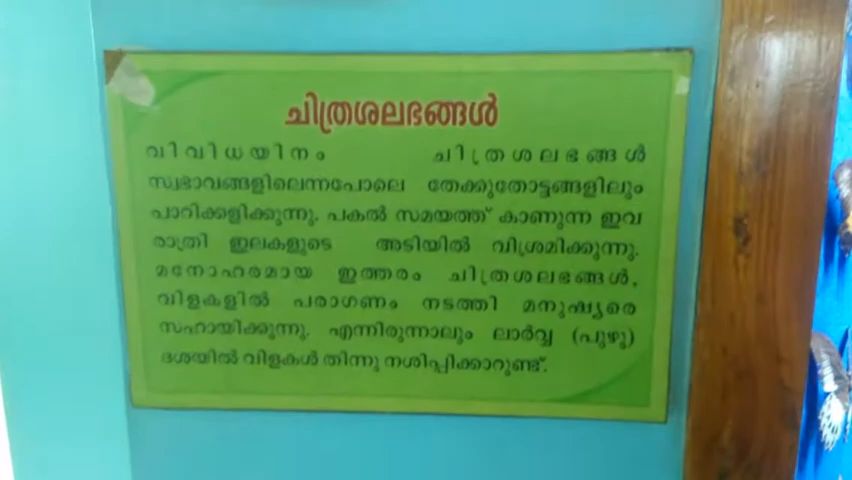 ചിത്രശലഭങ്ങൾ
വിവിധയിനം ചിത്രശലഭങ്ങൾ
സ്വഭാവങ്ങളിലെന്നപോലെ തേക്കുതോട്ടങ്ങളിലും
പാറിക്കളിക്കുന്നു. പകൽ സമയത്ത് കാണുന്ന ഇവ
രാത്രി ഇലകളുടെ അടിയിൽ വിശ്രമിക്കുന്നു.
മനോഹരമായ ഇത്തരം ചിത്രശലഭങ്ങൾ,
വിളകളിൽ പരാഗണം നടത്തി മനുഷ്യരെ
സഹായിക്കുന്നു. എന്നിരുന്നാലും ലാർവ്വ (പുഴു)
ദശയിൽ വിളകൾ തിന്നു നശിപ്പിക്കാറുണ്ട്.